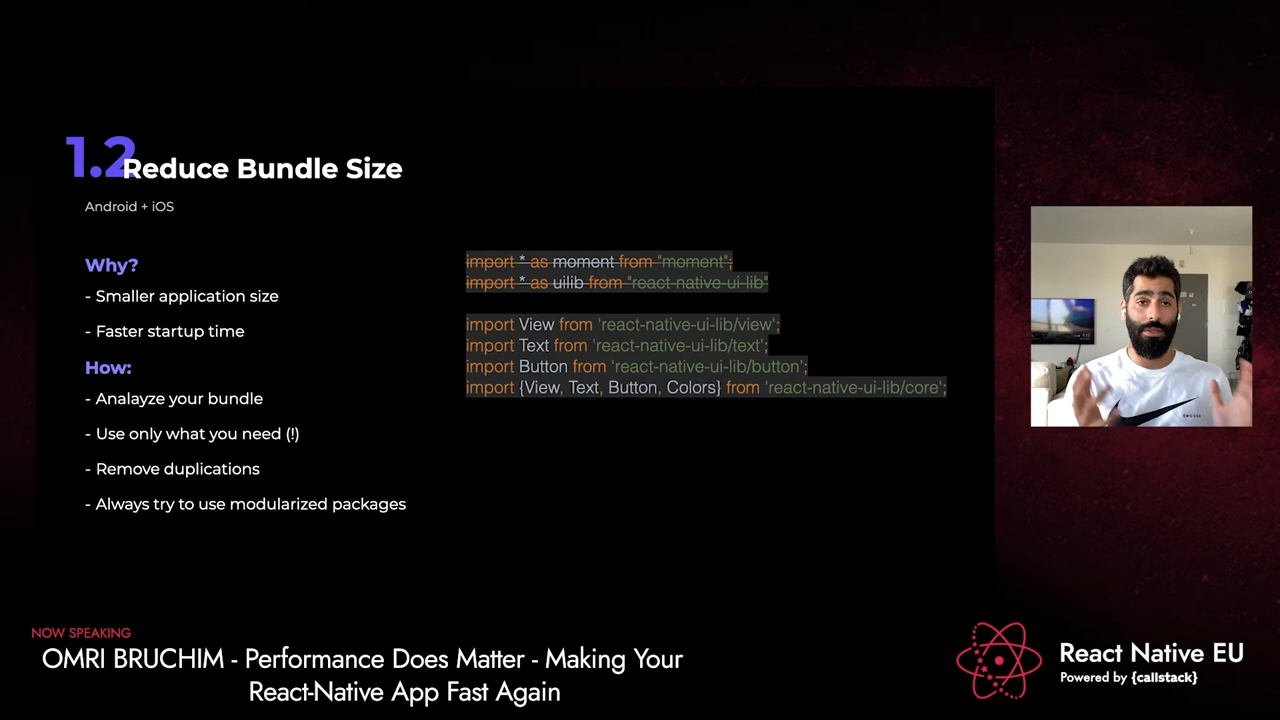 1.2
Reduce Bundle Size
Android + iOS
Why?
- Smaller application size
- Faster startup time
How:
- Analayze your bundle
- Use only what you need (!)
- Remove duplications
- Always try to use modularized packages
import * as moment from "moment";
import * as uilib from "react-native-ui-lib"
import View from 'react-native-ui-lib/view';
import Text from 'react-native-ui-lib/text';
import Button from 'react-native-ui-lib/button';
import {View, Text, Button, Colors} from 'react-native-ui-lib/core';
NOW SPEAKING
OMRI BRUCHIM - Performance Does Matter - Making Your
React-Native App Fast Again
React Native EU
Powered by {callstack}